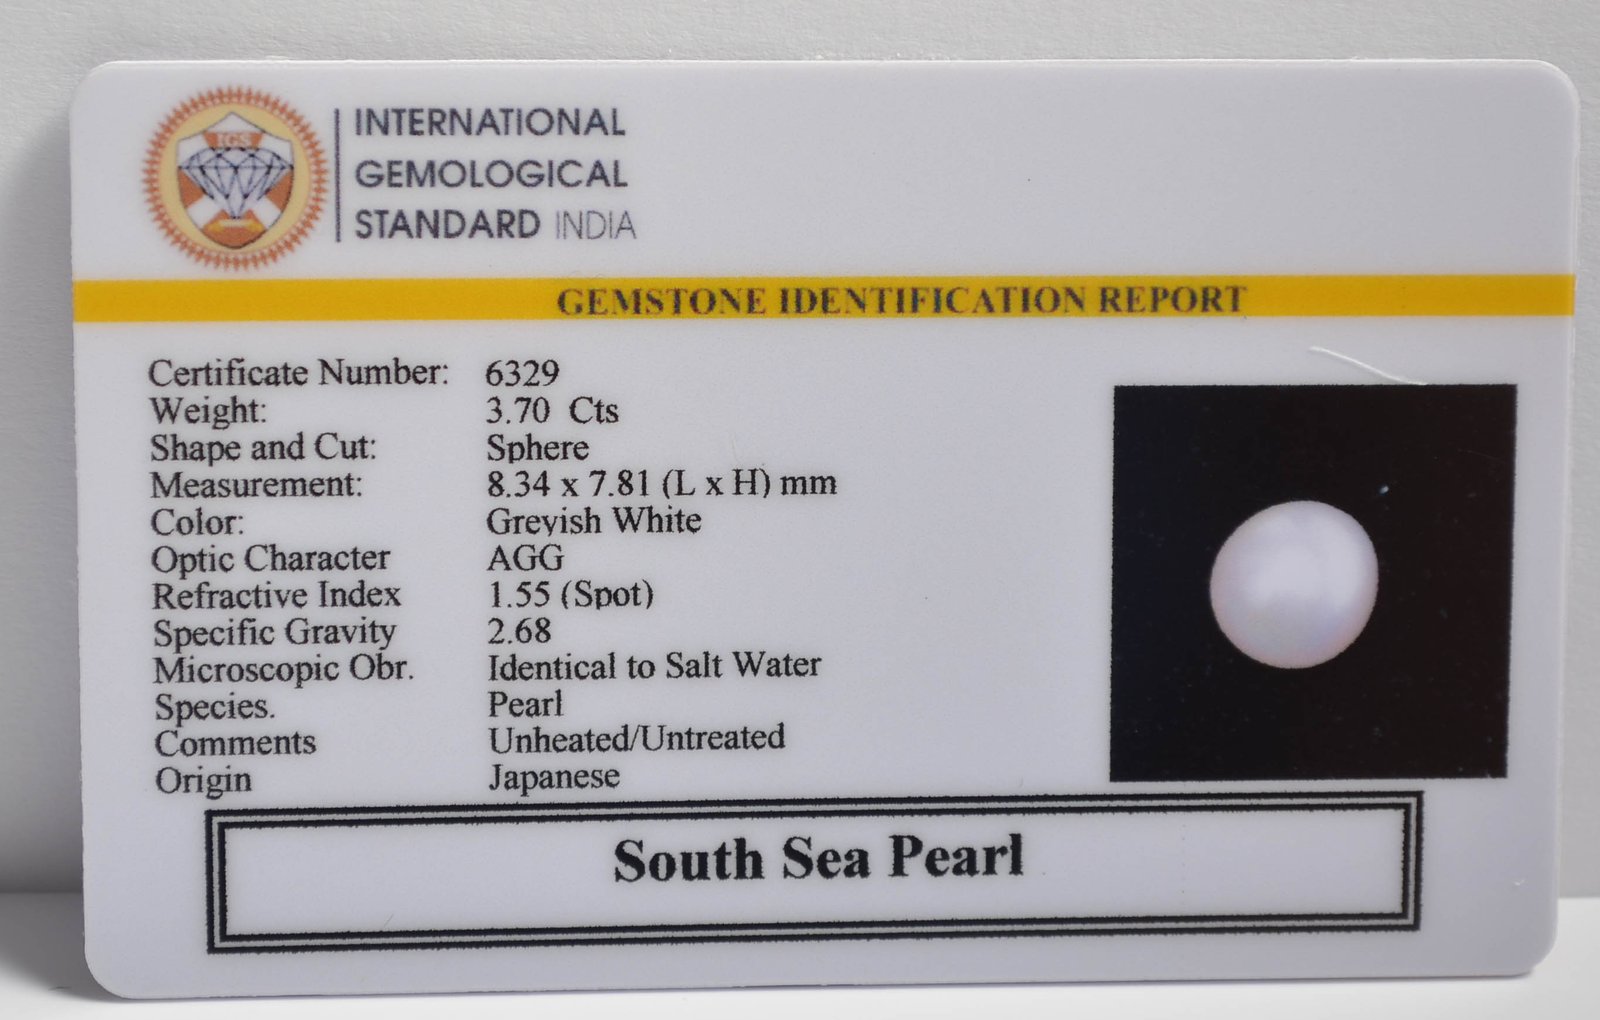 IGS
INTERNATIONAL
GEMOLOGICAL
STANDARD INDIA
GEMSTONE IDENTIFICATION REPORT
Certificate Number: 6329
Weight: 3.70 Cts
Shape and Cut: Sphere
Measurement: 8.34 x 7.81 (L x H) mm
Color: Greyish White
Optic Character AGG
Refractive Index 1.55 (Spot)
Specific Gravity 2.68
Microscopic Obr. Identical to Salt Water
Species. Pearl
Comments Unheated/Untreated
Origin Japanese
South Sea Pearl